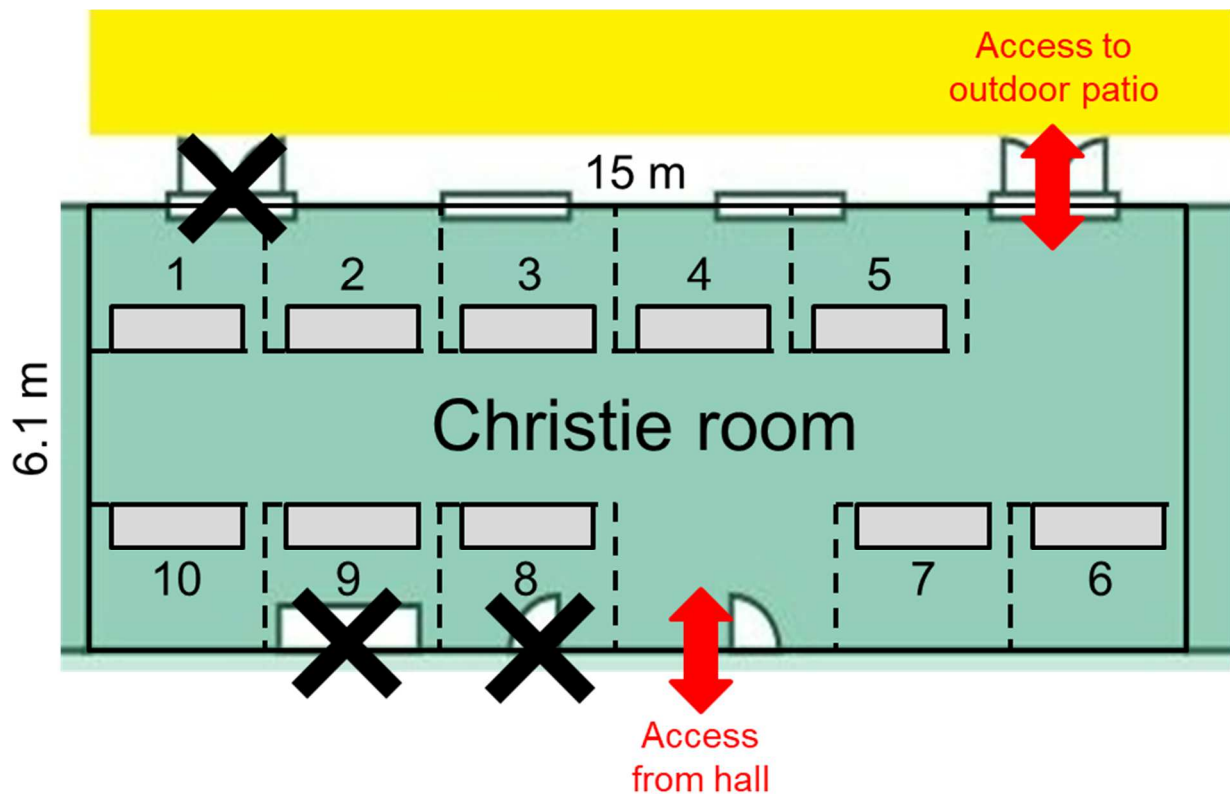 Access to
outdoor patio
15 m
1
2
3
4
5
6.1 m
Christie room
10
9
8
7
6
Access
from hall